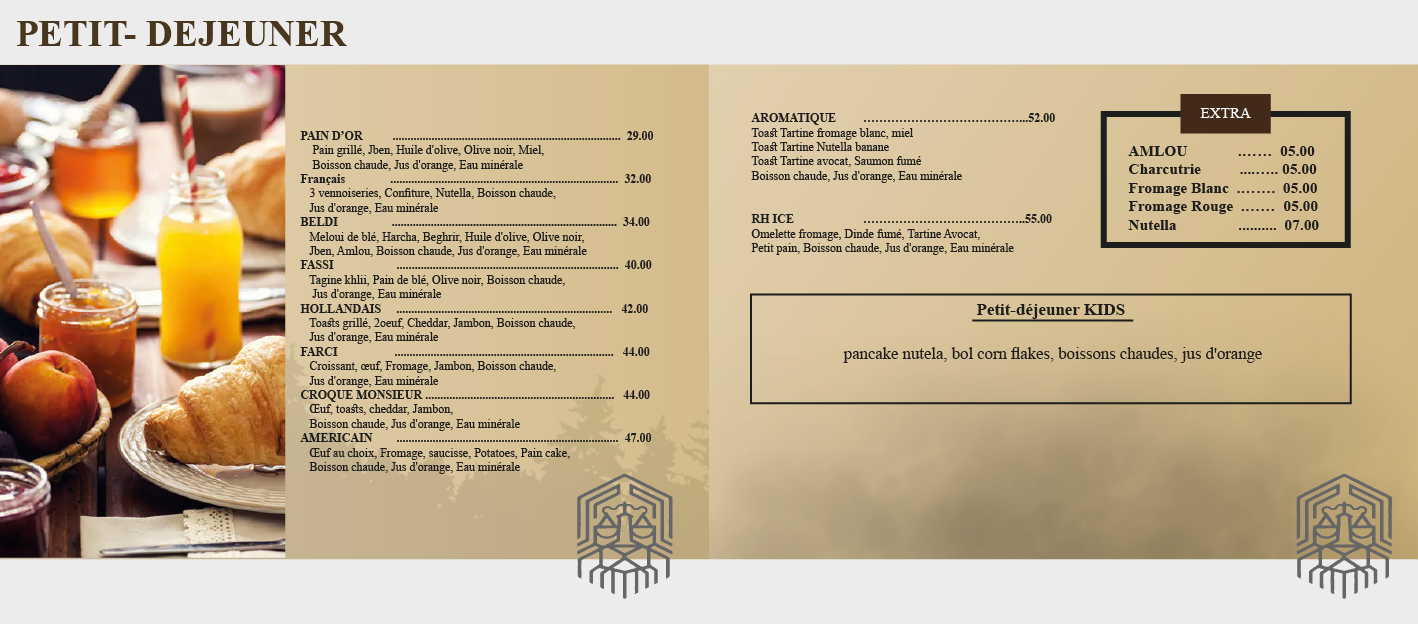 PETIT- DEJEUNER
PAIN D'OR ........................ 29.00
Pain grillé, Jben, Huile d'olive, Olive noir, Miel,
Boisson chaude, Jus d'orange, Eau minérale
Français ........................ 32.00
3 vennoiseries, Confiture, Nutella, Boisson chaude,
Jus d'orange, Eau minérale
BELDI ........................ 34.00
Meloui de blé, Harcha, Beghrir, Huile d'olive, Olive noir,
Jben, Amlou, Boisson chaude, Jus d'orange, Eau minérale
FASSI ........................ 40.00
Tagine khlii, Pain de blé, Olive noir, Boisson chaude,
Jus d'orange, Eau minérale
HOLLANDAIS ........................ 42.00
Toasts grillé, 2oeuf, Cheddar, Jambon, Boisson chaude,
Jus d'orange, Eau minérale
FARCI ........................ 44.00
Croissant, œuf, Fromage, Jambon, Boisson chaude,
Jus d'orange, Eau minérale
CROQUE MONSIEUR ........................ 44.00
Œuf, toasts, cheddar, Jambon,
Boisson chaude, Jus d'orange, Eau minérale
AMERICAIN ........................ 47.00
Œuf au choix, Fromage, saucisse, Potatoes, Pain cake,
Boisson chaude, Jus d'orange, Eau minérale
AROMATIQUE ........................52.00
Toast Tartine fromage blanc, miel
Toast Tartine Nutella banane
Toast Tartine avocat, Saumon fumé
Boisson chaude, Jus d'orange, Eau minérale
RH ICE ........................55.00
Omelette fromage, Dinde fumé, Tartine Avocat,
Petit pain, Boisson chaude, Jus d'orange, Eau minérale
EXTRA
AMLOU ....... 05.00
Charcutrie ........ 05.00
Fromage Blanc ........ 05.00
Fromage Rouge ....... 05.00
Nutella .......... 07.00
Petit-déjeuner KIDS
pancake nutela, bol corn flakes, boissons chaudes, jus d'orange